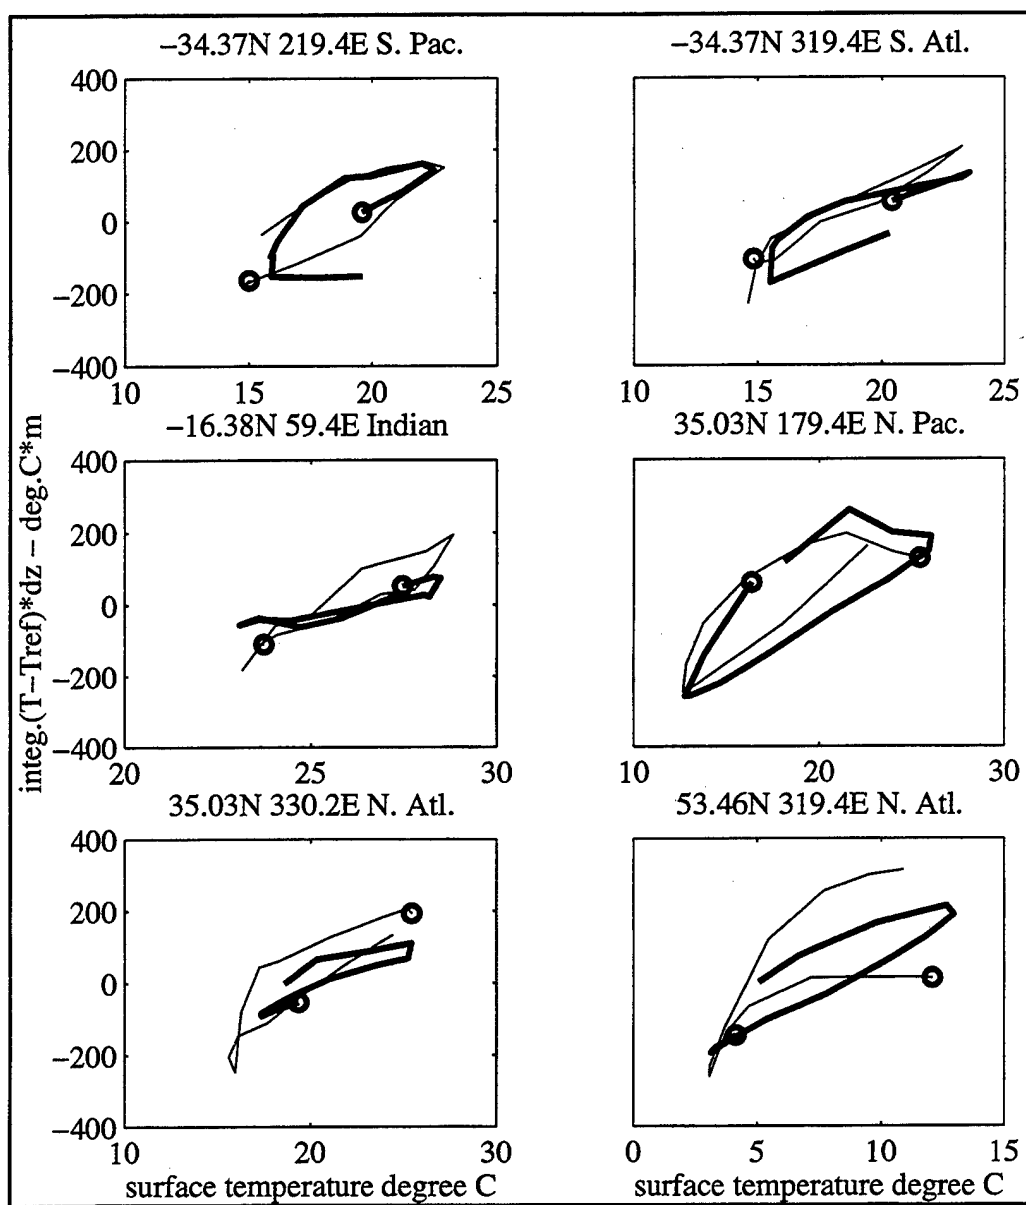 −34.37N 219.4E S. Pac.
−34.37N 319.4E S. Atl.
400
200
0
−200
−400
10 15 20 25
10 15 20 25
−16.38N 59.4E Indian
35.03N 179.4E N. Pac.
integ.(T−Tref)*dz − deg.C*m
400
200
0
−200
−400
20 25 30
10 20 30
35.03N 330.2E N. Atl.
53.46N 319.4E N. Atl.
400
200
0
−200
−400
10 20 30
0 5 10 15
surface temperature degree C
surface temperature degree C